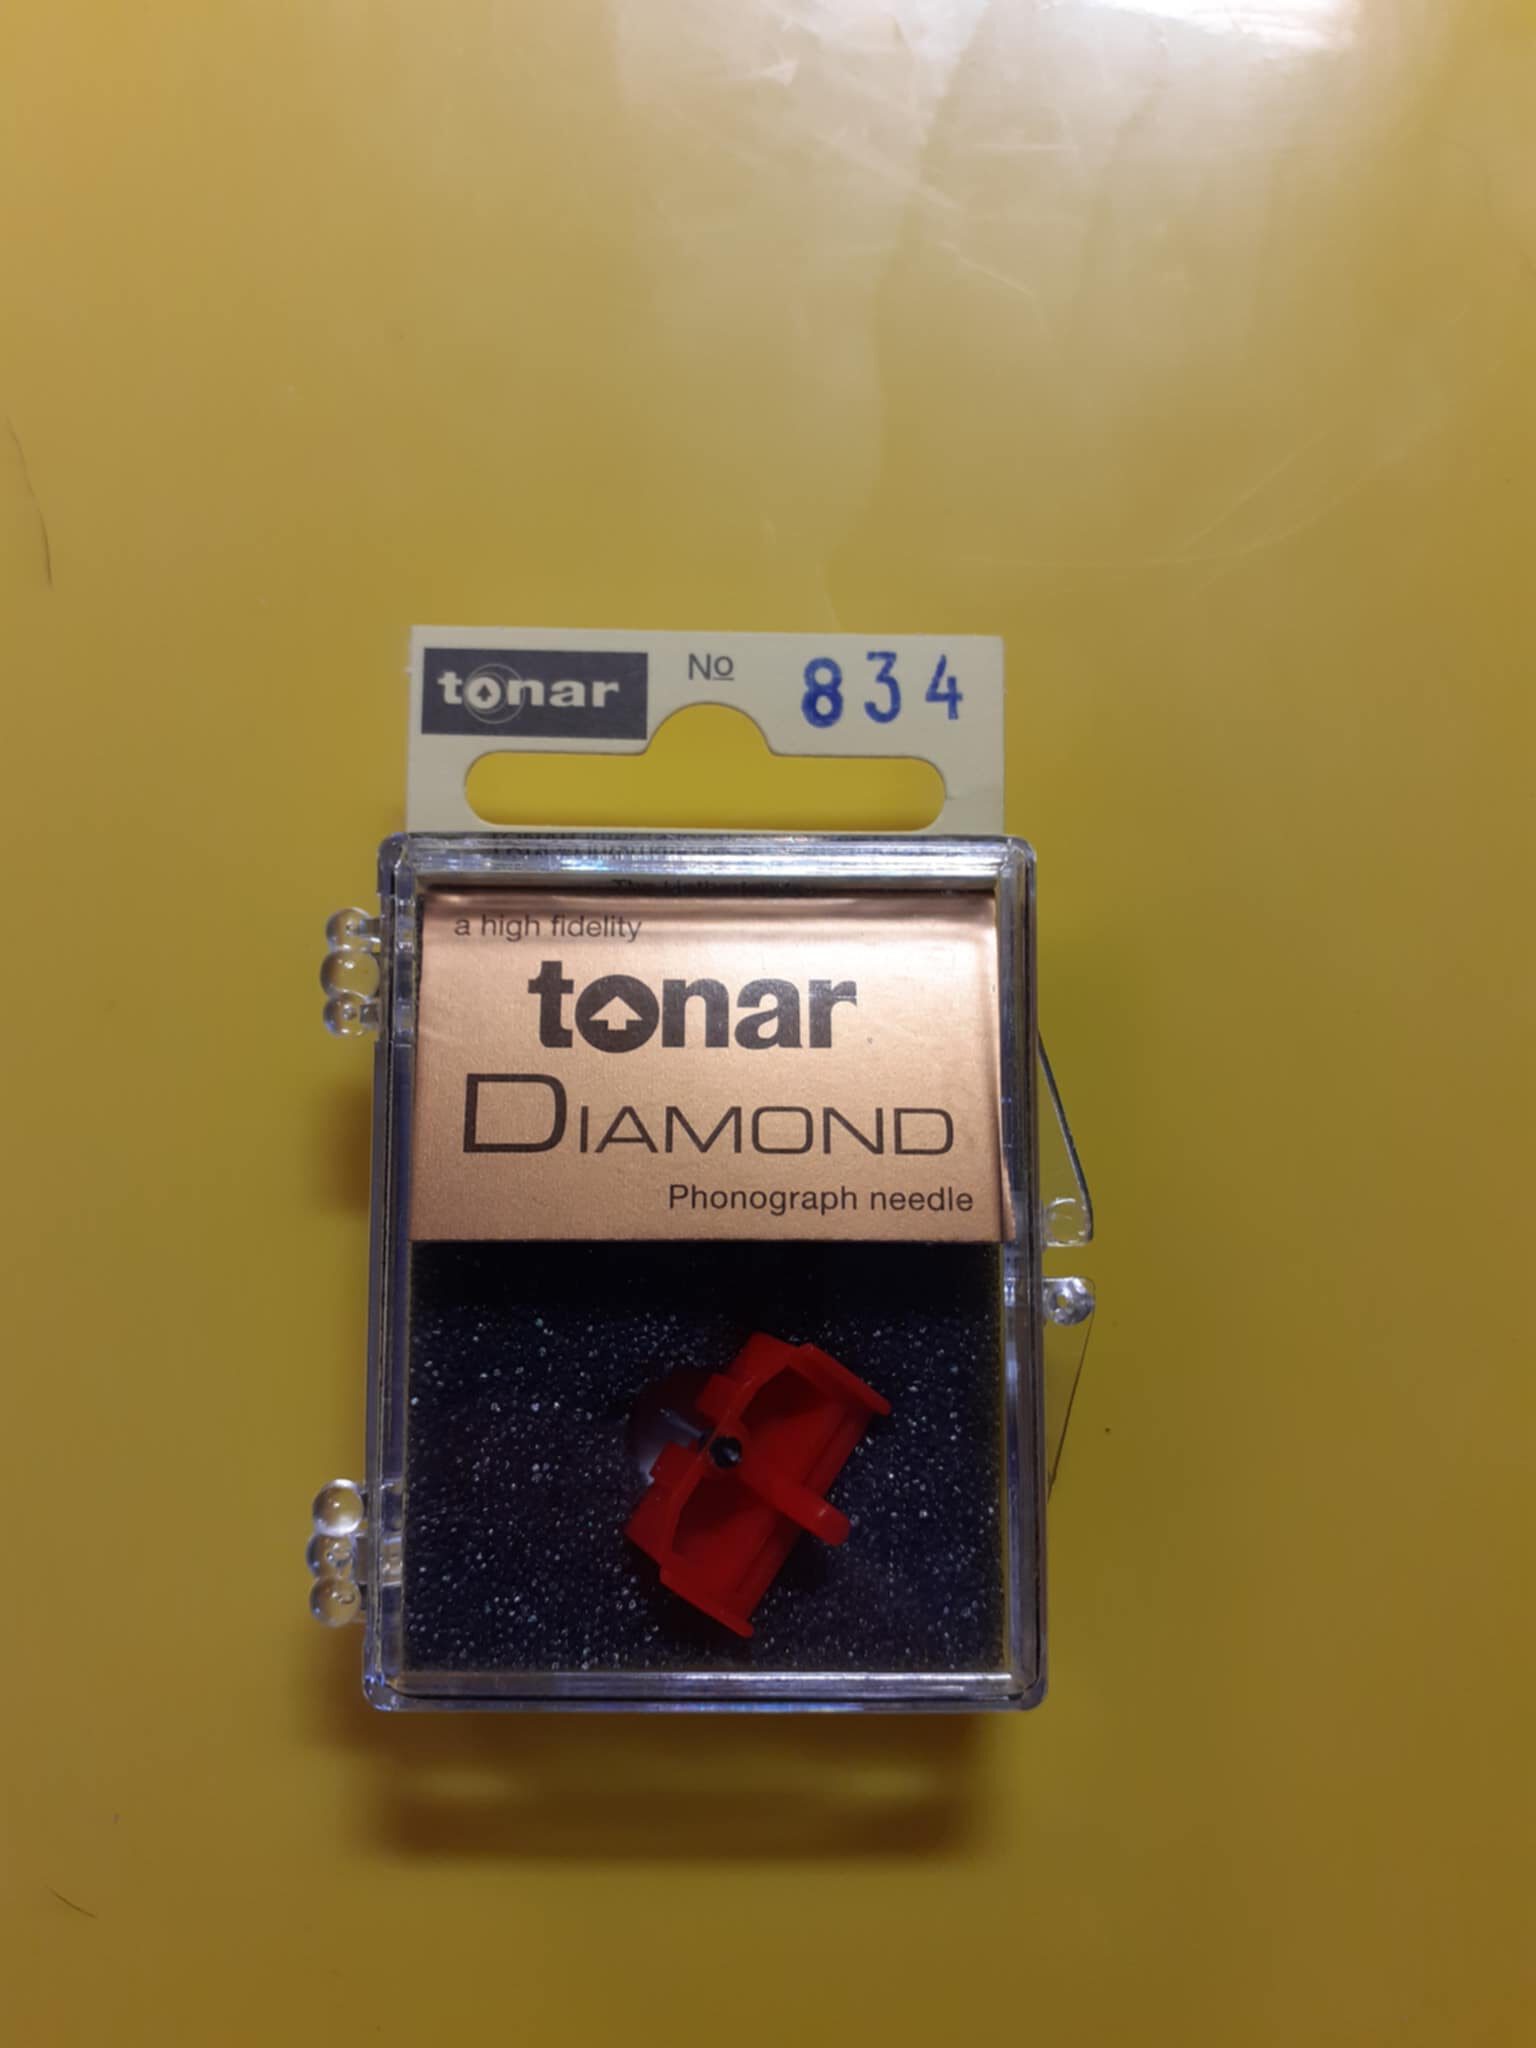 tonar No 834
a high fidelity
tonar
DIAMOND
Phonograph needle